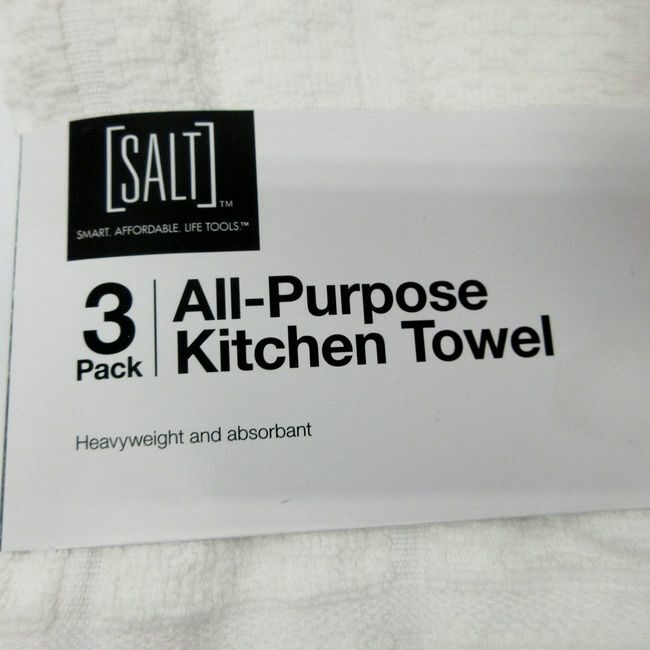 [SALT]™
SMART. AFFORDABLE. LIFE TOOLS.™
3
Pack
All-Purpose
Kitchen Towel
Heavyweight and absorbant